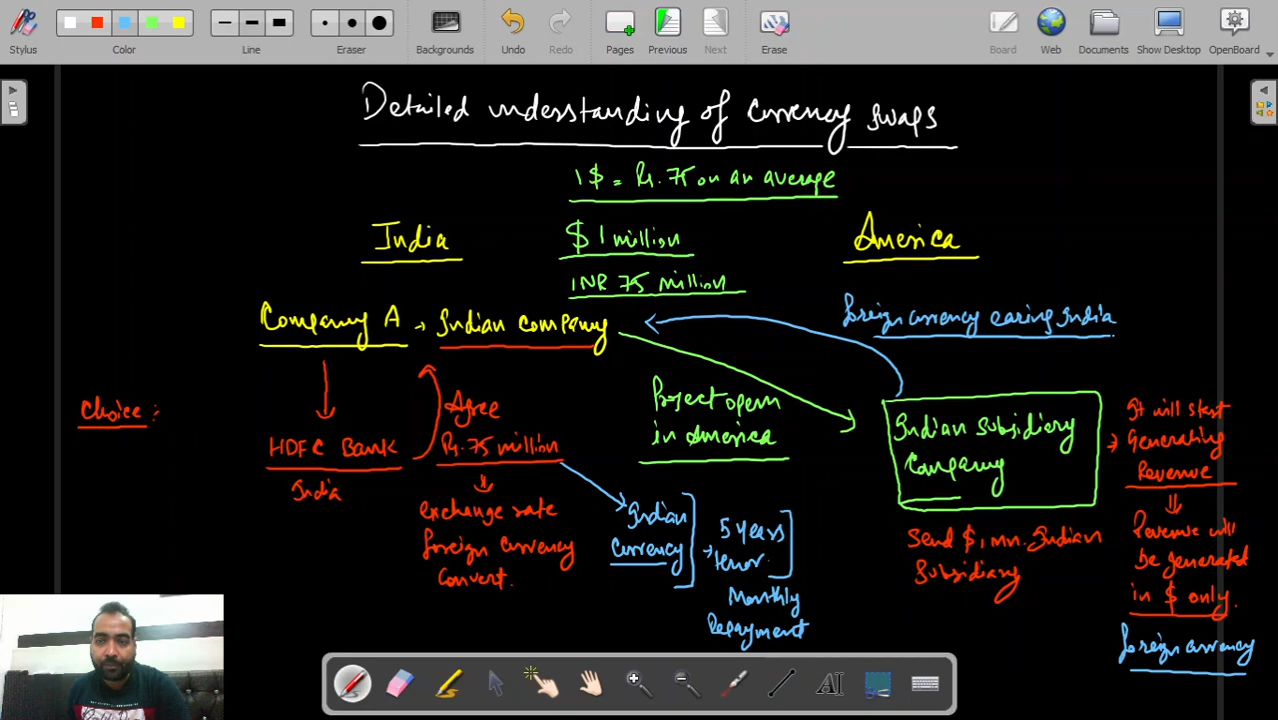 Stylus
Color
Line
Eraser
Backgrounds
Undo
Redo
Pages
Previous
Next
Erase
Board
Web
Documents
Show Desktop
OpenBoard
Detailed understanding of Currency Swaps
1$ = Rs. 75 on an average
India
$ 1 million
America
INR 75 million
Company A → Indian company
foreign currency earing India
Choice :
HDFC Bank
India
Agree
Rs. 75 million
exchange rate
foreign currency
convert.
Project open
in America
Indian
Currency
5 years
tenor.
Monthly
Repayment
Indian Subsidiary
Company
Send $ 1 mn. Indian
Subsidiary
It will start
→ Generating
Revenue
Revenue will
be generated
in $ only.
foreign currency